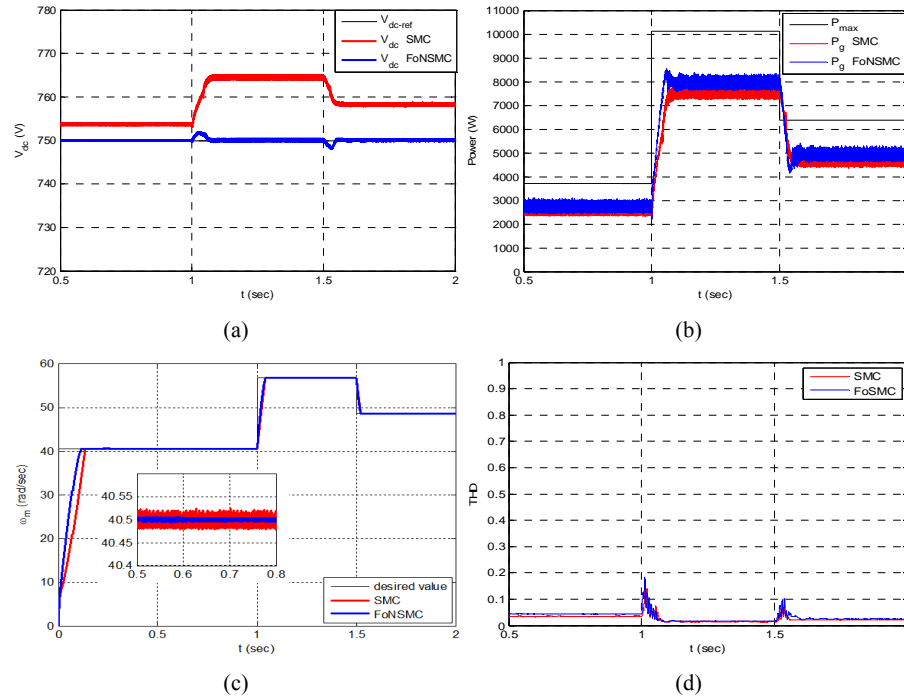 V_dc-ref
V_dc SMC
V_dc FoNSMC
780
770
760
750
740
730
720
V_dc (V)
0.5
1
1.5
2
t (sec)
(a)
P_max
P_g SMC
P_g FoNSMC
11000
10000
9000
8000
7000
6000
5000
4000
3000
2000
1000
0
Power (W)
0.5
1
1.5
t (sec)
(b)
60
50
40
30
20
10
0
ω_m (rad/sec)
40.55
40.5
40.45
40.4
0.5
0.6
0.7
0.8
desired value
SMC
FoNSMC
0
0.5
1
1.5
2
t (sec)
(c)
SMC
FoSMC
1
0.9
0.8
0.7
0.6
0.5
0.4
0.3
0.2
0.1
0
THD
0.5
1
1.5
t (sec)
(d)